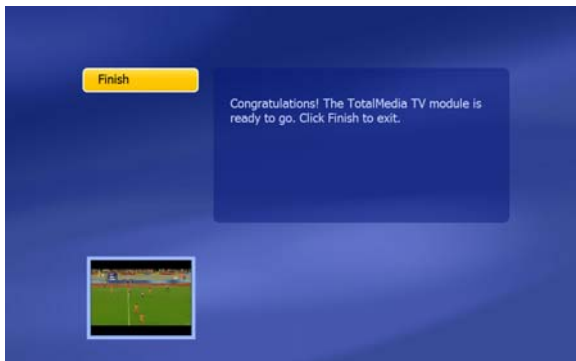 Finish
Congratulations! The TotalMedia TV module is
ready to go. Click Finish to exit.